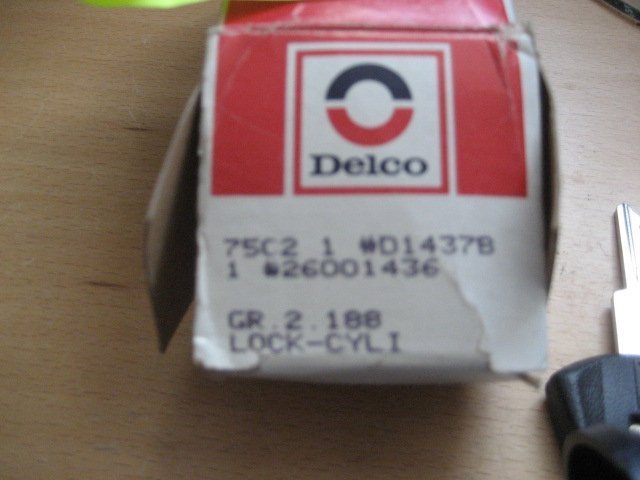 Delco
75C2 1 #D1437B
1 #26001436
GR.2.188
LOCK-CYLI